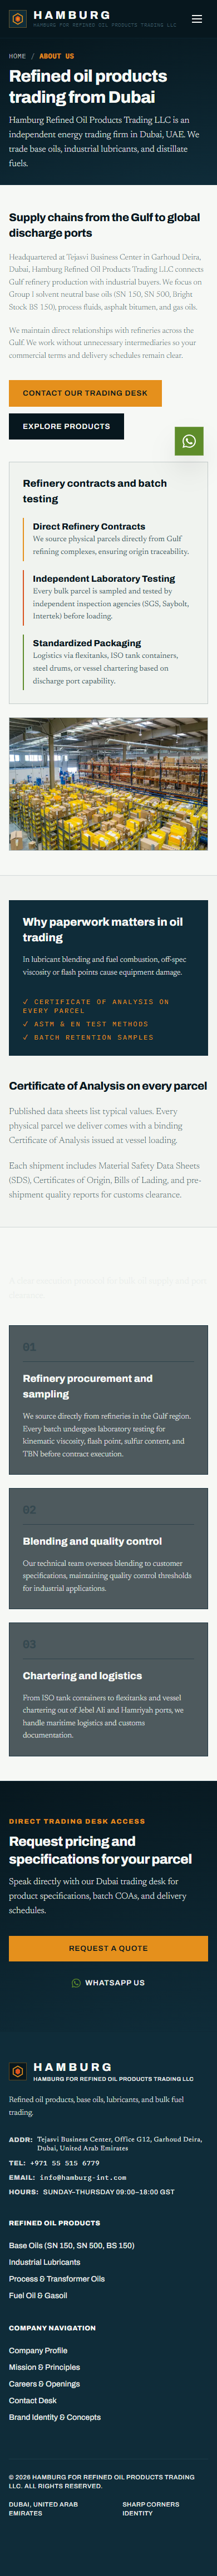 HAMBURG
HAMBURG FOR REFINED OIL PRODUCTS TRADING LLC
HOME / ABOUT US
Refined oil products
trading from Dubai
Hamburg Refined Oil Products Trading LLC is an
independent energy trading firm in Dubai, UAE. We
trade base oils, industrial lubricants, and distillate
fuels.
Supply chains from the Gulf to global
discharge ports
Headquartered at Tejasvi Business Center in Garhoud Deira,
Dubai, Hamburg Refined Oil Products Trading LLC connects
Gulf refinery production with industrial buyers. We focus on
Group I solvent neutral base oils (SN 150, SN 500, Bright
Stock BS 150), process fluids, asphalt bitumen, and gas oils.
We maintain direct relationships with refineries across the
Gulf. We work without unnecessary intermediaries so your
commercial terms and delivery schedules remain clear.
CONTACT OUR TRADING DESK
EXPLORE PRODUCTS
Refinery contracts and batch
testing
Direct Refinery Contracts
We source physical parcels directly from Gulf
refining complexes, ensuring origin traceability.
Independent Laboratory Testing
Every bulk parcel is sampled and tested by
independent inspection agencies (SGS, Saybolt,
Intertek) before loading.
Standardized Packaging
Logistics via flexitanks, ISO tank containers,
steel drums, or vessel chartering based on
discharge port capability.
Why paperwork matters in oil
trading
In lubricant blending and fuel combustion, off-spec
viscosity or flash points cause equipment damage.
✓ CERTIFICATE OF ANALYSIS ON
EVERY PARCEL
✓ ASTM & EN TEST METHODS
✓ BATCH RETENTION SAMPLES
Certificate of Analysis on every parcel
Published data sheets list typical values. Every
physical parcel we deliver comes with a binding
Certificate of Analysis issued at vessel loading.
Each shipment includes Material Safety Data Sheets
(SDS), Certificates of Origin, Bills of Lading, and pre-
shipment quality reports for customs clearance.
01
Refinery procurement and
sampling
We source directly from refineries in the Gulf region.
Every batch undergoes laboratory testing for
kinematic viscosity, flash point, sulfur content, and
TBN before contract execution.
02
Blending and quality control
Our technical team oversees blending to customer
specifications, maintaining quality control thresholds
for industrial applications.
03
Chartering and logistics
From ISO tank containers to flexitanks and vessel
chartering out of Jebel Ali and Hamriyah ports, we
handle maritime logistics and customs
documentation.
DIRECT TRADING DESK ACCESS
Request pricing and
specifications for your parcel
Speak directly with our Dubai trading desk for
product specifications, batch COAs, and delivery
schedules.
REQUEST A QUOTE
WHATSAPP US
HAMBURG
HAMBURG FOR REFINED OIL PRODUCTS TRADING LLC
Refined oil products, base oils, lubricants, and bulk fuel
trading.
ADDR: Tejasvi Business Center, Office G12, Garhoud Deira,
Dubai, United Arab Emirates
TEL: +971 55 515 6779
EMAIL: info@hamburg-int.com
HOURS: SUNDAY–THURSDAY 09:00–18:00 GST
REFINED OIL PRODUCTS
Base Oils (SN 150, SN 500, BS 150)
Industrial Lubricants
Process & Transformer Oils
Fuel Oil & Gasoil
COMPANY NAVIGATION
Company Profile
Mission & Principles
Careers & Openings
Contact Desk
Brand Identity & Concepts
© 2026 HAMBURG FOR REFINED OIL PRODUCTS TRADING
LLC. ALL RIGHTS RESERVED.
DUBAI, UNITED ARAB
EMIRATES
SHARP CORNERS
IDENTITY